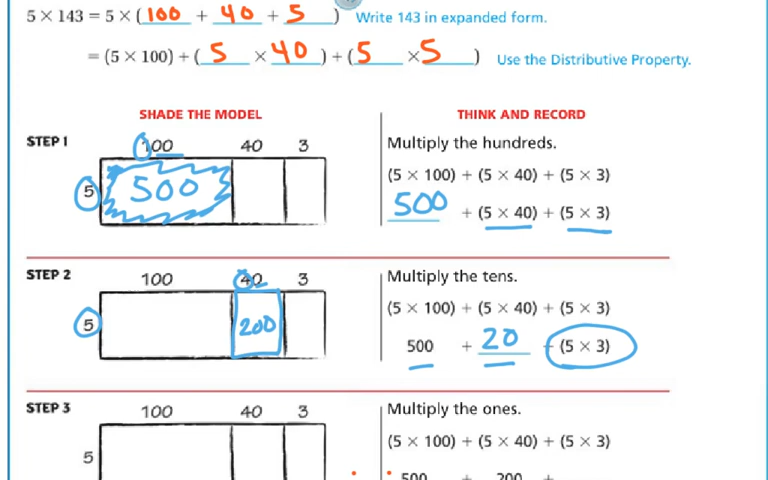 5 × 143 = 5 × ( 100 + 40 + 5 ) Write 143 in expanded form.
= (5 × 100) + ( 5 × 40 ) + ( 5 × 5 ) Use the Distributive Property.
SHADE THE MODEL THINK AND RECORD
STEP 1 100 40 3 Multiply the hundreds.
(5 × 100) + (5 × 40) + (5 × 3)
5 500 500 + (5 × 40) + (5 × 3)
STEP 2 100 40 3 Multiply the tens.
(5 × 100) + (5 × 40) + (5 × 3)
5 200 500 + 20 + (5 × 3)
STEP 3 100 40 3 Multiply the ones.
(5 × 100) + (5 × 40) + (5 × 3)
5 500 + 200 +